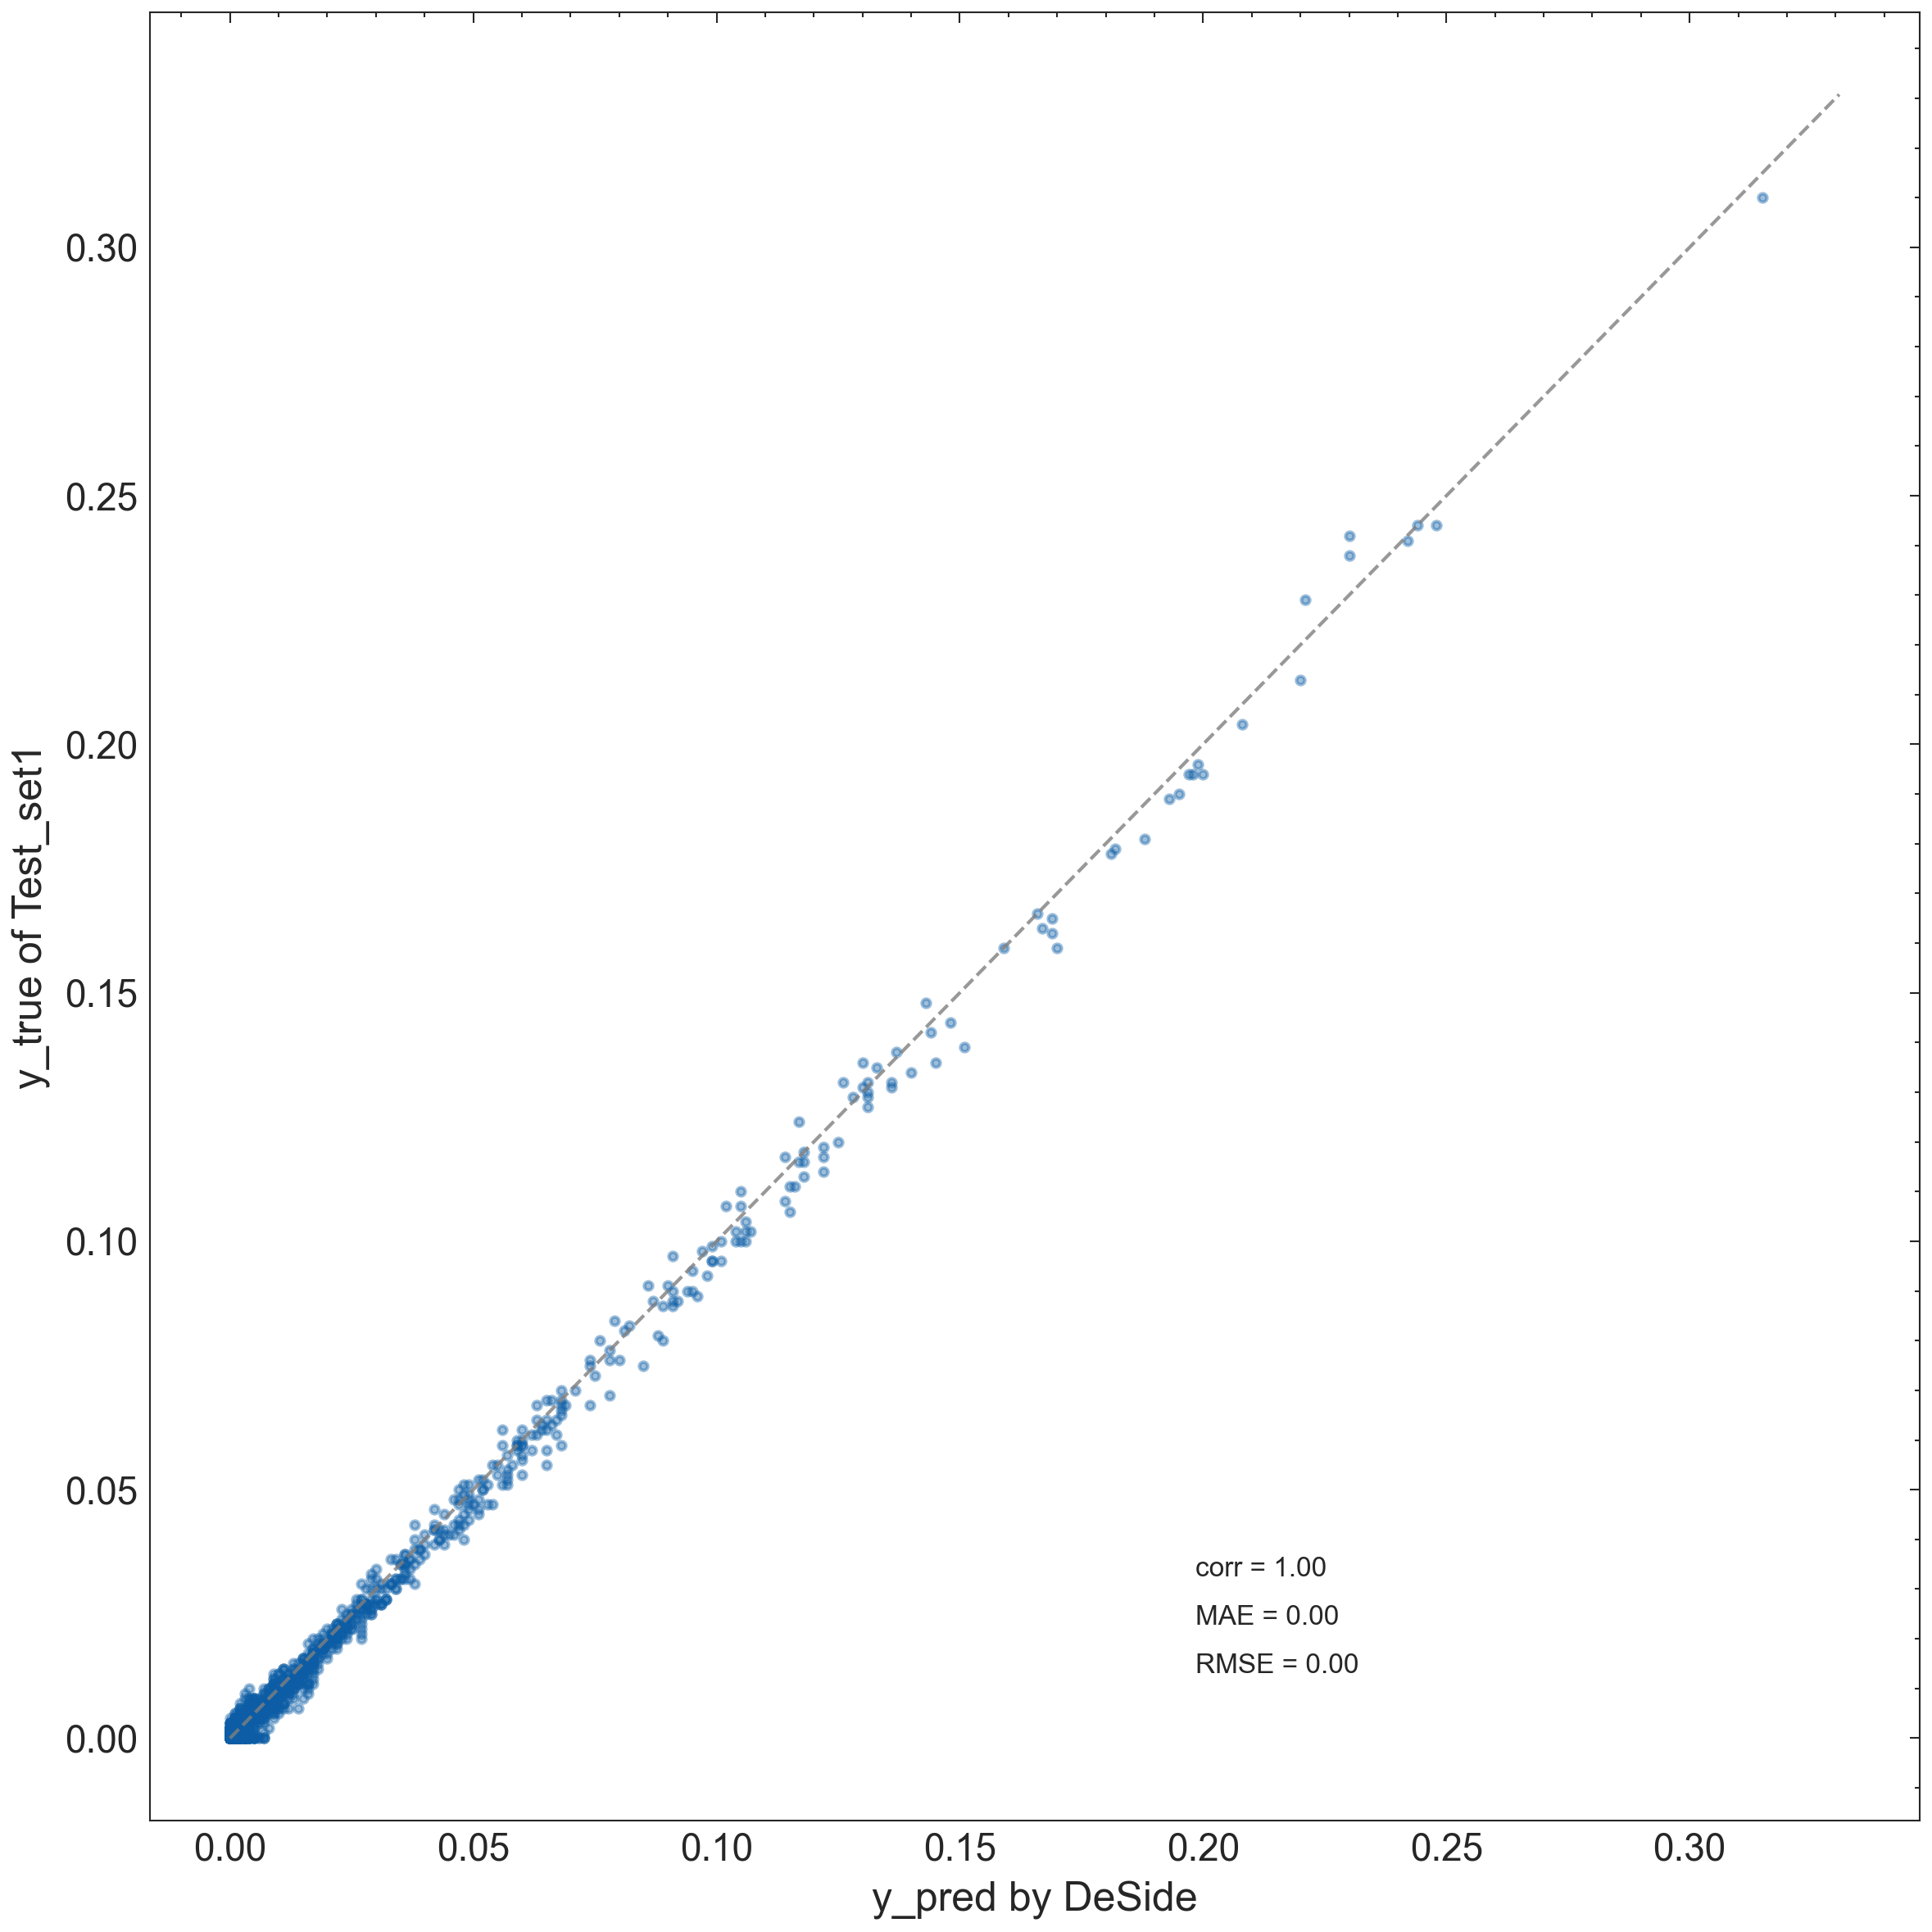 0.30
0.25
0.20
0.15
0.10
0.05
0.00
y_true of Test_set1
corr = 1.00
MAE = 0.00
RMSE = 0.00
0.00 0.05 0.10 0.15 0.20 0.25 0.30
y_pred by DeSide